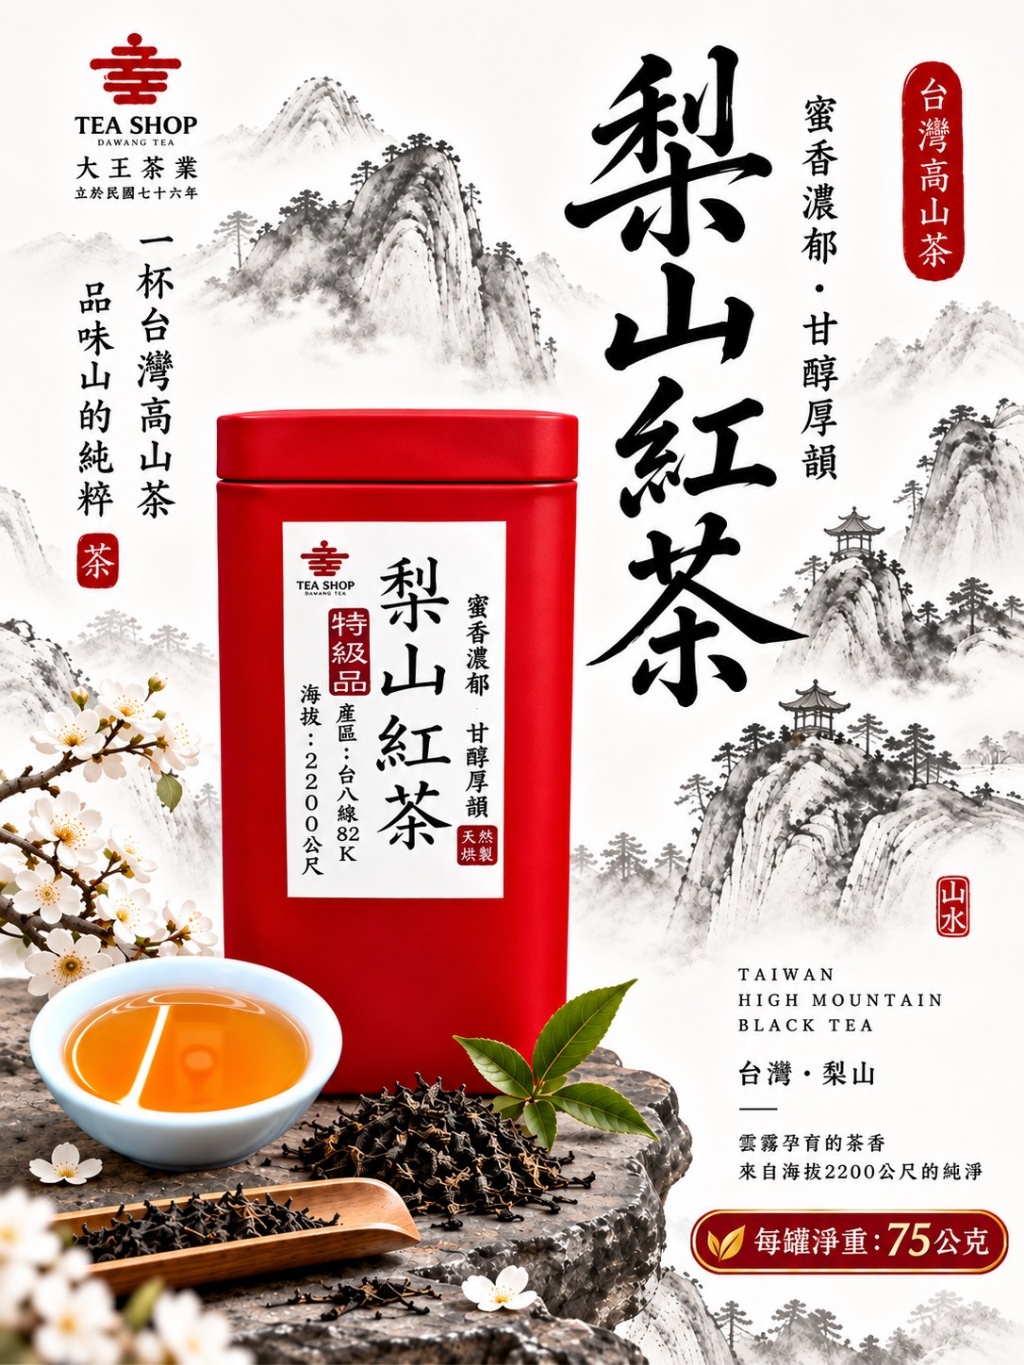 TEA SHOP
DAWANG TEA
大王茶業
立於民國七十六年
一杯台灣高山茶
品味山的純粹
茶
梨山紅茶
蜜香濃郁・甘醇厚韻
台灣高山茶
TEA SHOP
DAWANG TEA
蜜香濃郁 甘醇厚韻
天然烘製
梨山紅茶
特級品
產區：台八線82K
海拔：2200公尺
山水
TAIWAN
HIGH MOUNTAIN
BLACK TEA
台灣・梨山
雲霧孕育的茶香
來自海拔2200公尺的純淨
每罐淨重：75公克